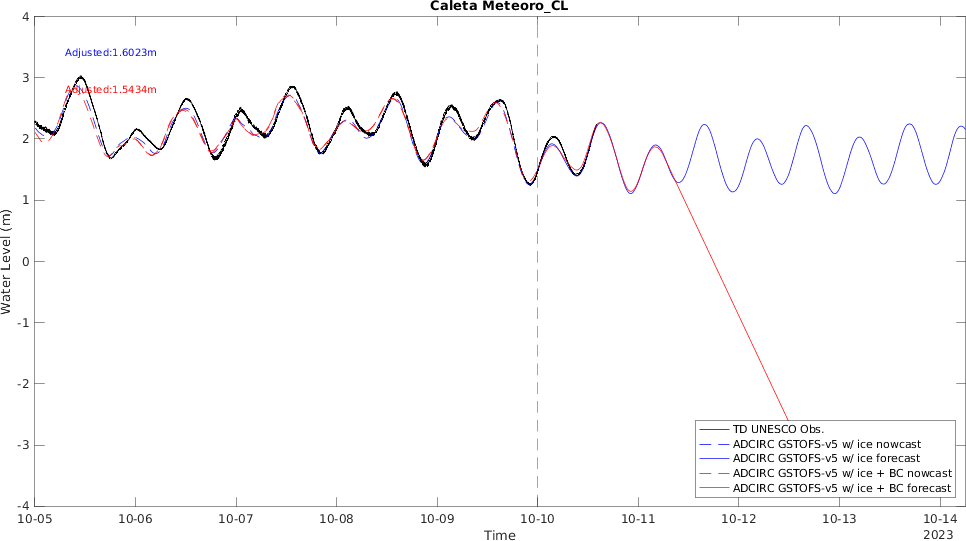 Caleta Meteoro_CL
Adjusted:1.6023m
Adjusted:1.5434m
Water Level (m)
4
3
2
1
0
-1
-2
-3
-4
TD UNESCO Obs.
ADCIRC GSTOFS-v5 w/ ice nowcast
ADCIRC GSTOFS-v5 w/ ice forecast
ADCIRC GSTOFS-v5 w/ ice + BC nowcast
ADCIRC GSTOFS-v5 w/ ice + BC forecast
10-05 10-06 10-07 10-08 10-09 10-10 10-11 10-12 10-13 10-14
Time
2023